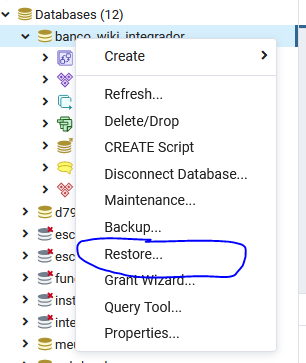 Databases (12)
banco_wiki_integrador
Create
Refresh...
Delete/Drop
CREATE Script
Disconnect Database...
Maintenance...
Backup...
d79
Restore...
esc
esc
Grant Wizard...
fun
Query Tool...
inst
inte
Properties...
meu